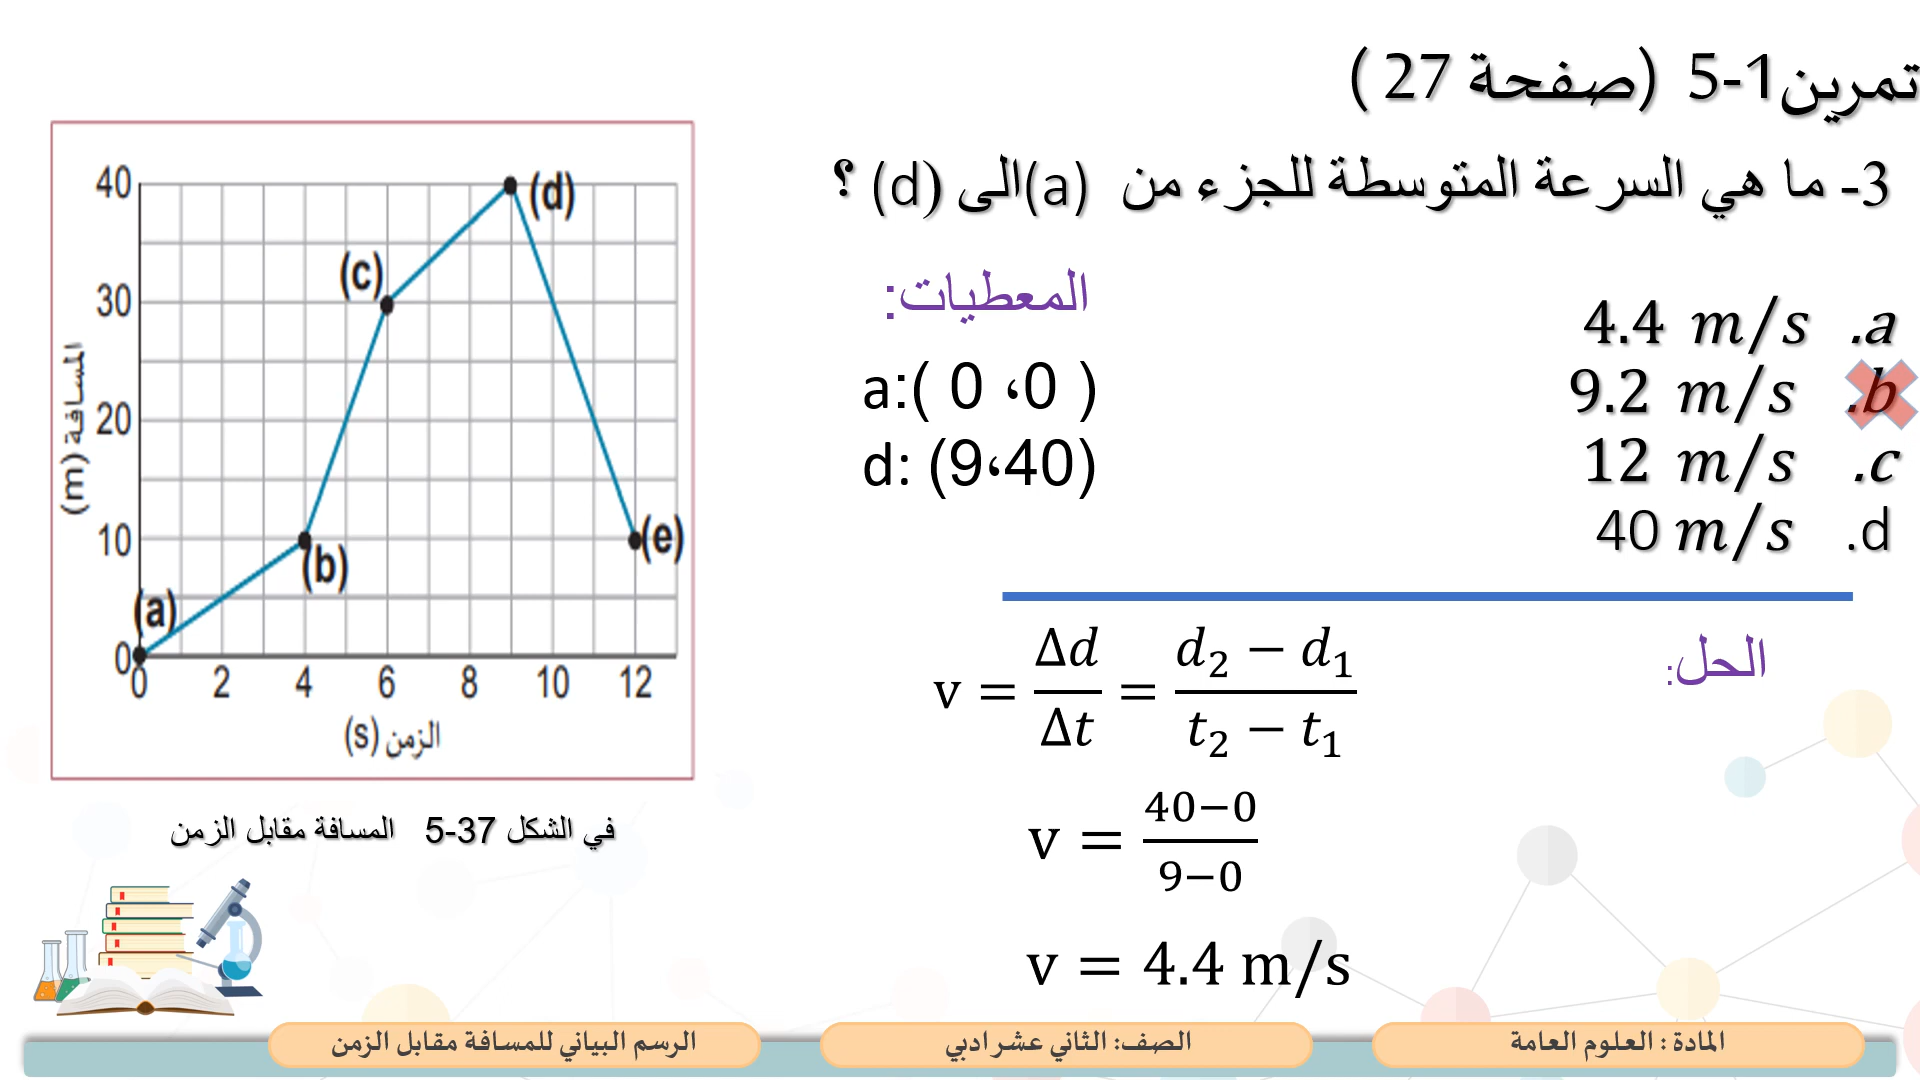 تمرين1-5 (صفحة 27 )
3- ما هي السرعة المتوسطة للجزء من (a)الى (d) ؟
4.4 m/s .a
9.2 m/s .b
12 m/s .c
40 m/s .d
المعطيات:
a:( 0 ،0 )
d: (9،40)
الحل:
v = Δd/Δt = (d₂ − d₁)/(t₂ − t₁)
v = (40−0)/(9−0)
v = 4.4 m/s
المسافة (m)
40
30
20
10
0
(a)
(b)
(c)
(d)
(e)
0 2 4 6 8 10 12
الزمن (s)
في الشكل 37-5 المسافة مقابل الزمن
المادة : العلوم العامة
الصف: الثاني عشر ادبي
الرسم البياني للمسافة مقابل الزمن